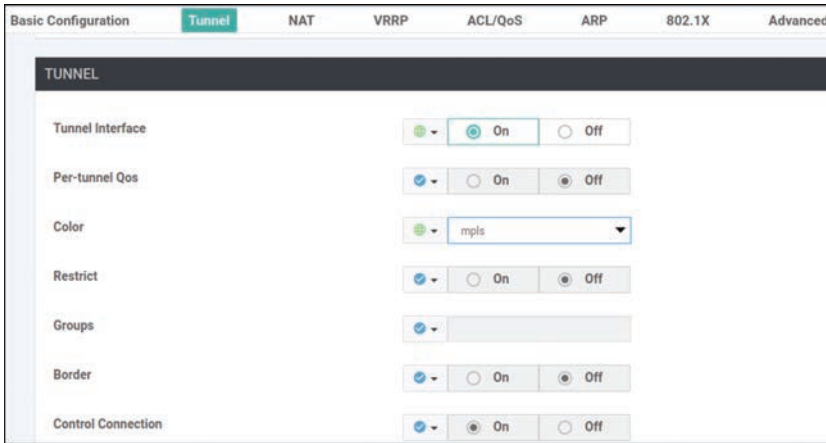 Basic Configuration Tunnel NAT VRRP ACL/QoS ARP 802.1X Advanced
TUNNEL
Tunnel Interface On Off
Per-tunnel Qos On Off
Color mpls
Restrict On Off
Groups
Border On Off
Control Connection On Off